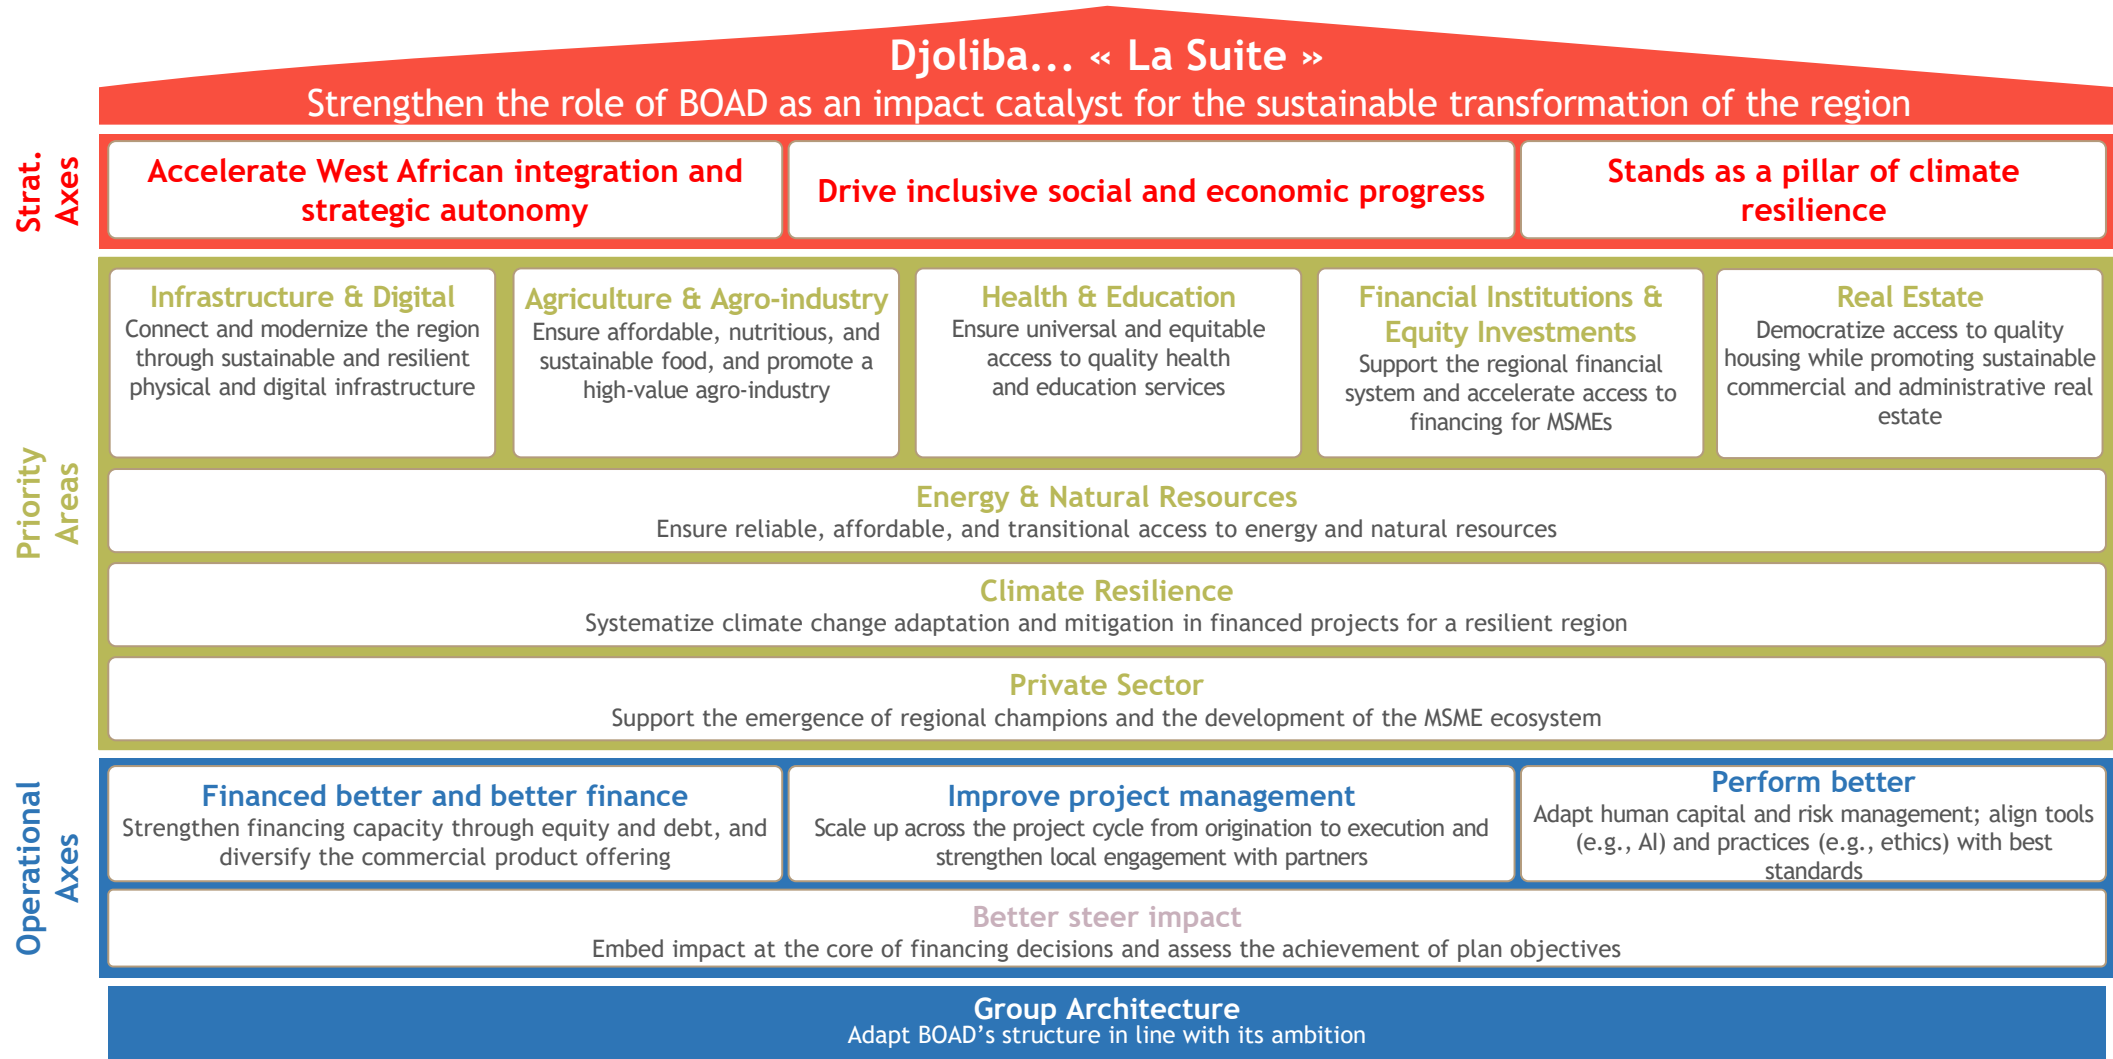 Djoliba... « La Suite »
Strengthen the role of BOAD as an impact catalyst for the sustainable transformation of the region
Strat.
Axes
Accelerate West African integration and
strategic autonomy
Drive inclusive social and economic progress
Stands as a pillar of climate
resilience
Priority
Areas
Infrastructure & Digital
Connect and modernize the region
through sustainable and resilient
physical and digital infrastructure
Agriculture & Agro-industry
Ensure affordable, nutritious, and
sustainable food, and promote a
high-value agro-industry
Health & Education
Ensure universal and equitable
access to quality health
and education services
Financial Institutions &
Equity Investments
Support the regional financial
system and accelerate access to
financing for MSMEs
Real Estate
Democratize access to quality
housing while promoting sustainable
commercial and administrative real
estate
Energy & Natural Resources
Ensure reliable, affordable, and transitional access to energy and natural resources
Climate Resilience
Systematize climate change adaptation and mitigation in financed projects for a resilient region
Private Sector
Support the emergence of regional champions and the development of the MSME ecosystem
Operational
Axes
Financed better and better finance
Strengthen financing capacity through equity and debt, and
diversify the commercial product offering
Improve project management
Scale up across the project cycle from origination to execution and
strengthen local engagement with partners
Perform better
Adapt human capital and risk management; align tools
(e.g., AI) and practices (e.g., ethics) with best
standards
Better steer impact
Embed impact at the core of financing decisions and assess the achievement of plan objectives
Group Architecture
Adapt BOAD’s structure in line with its ambition